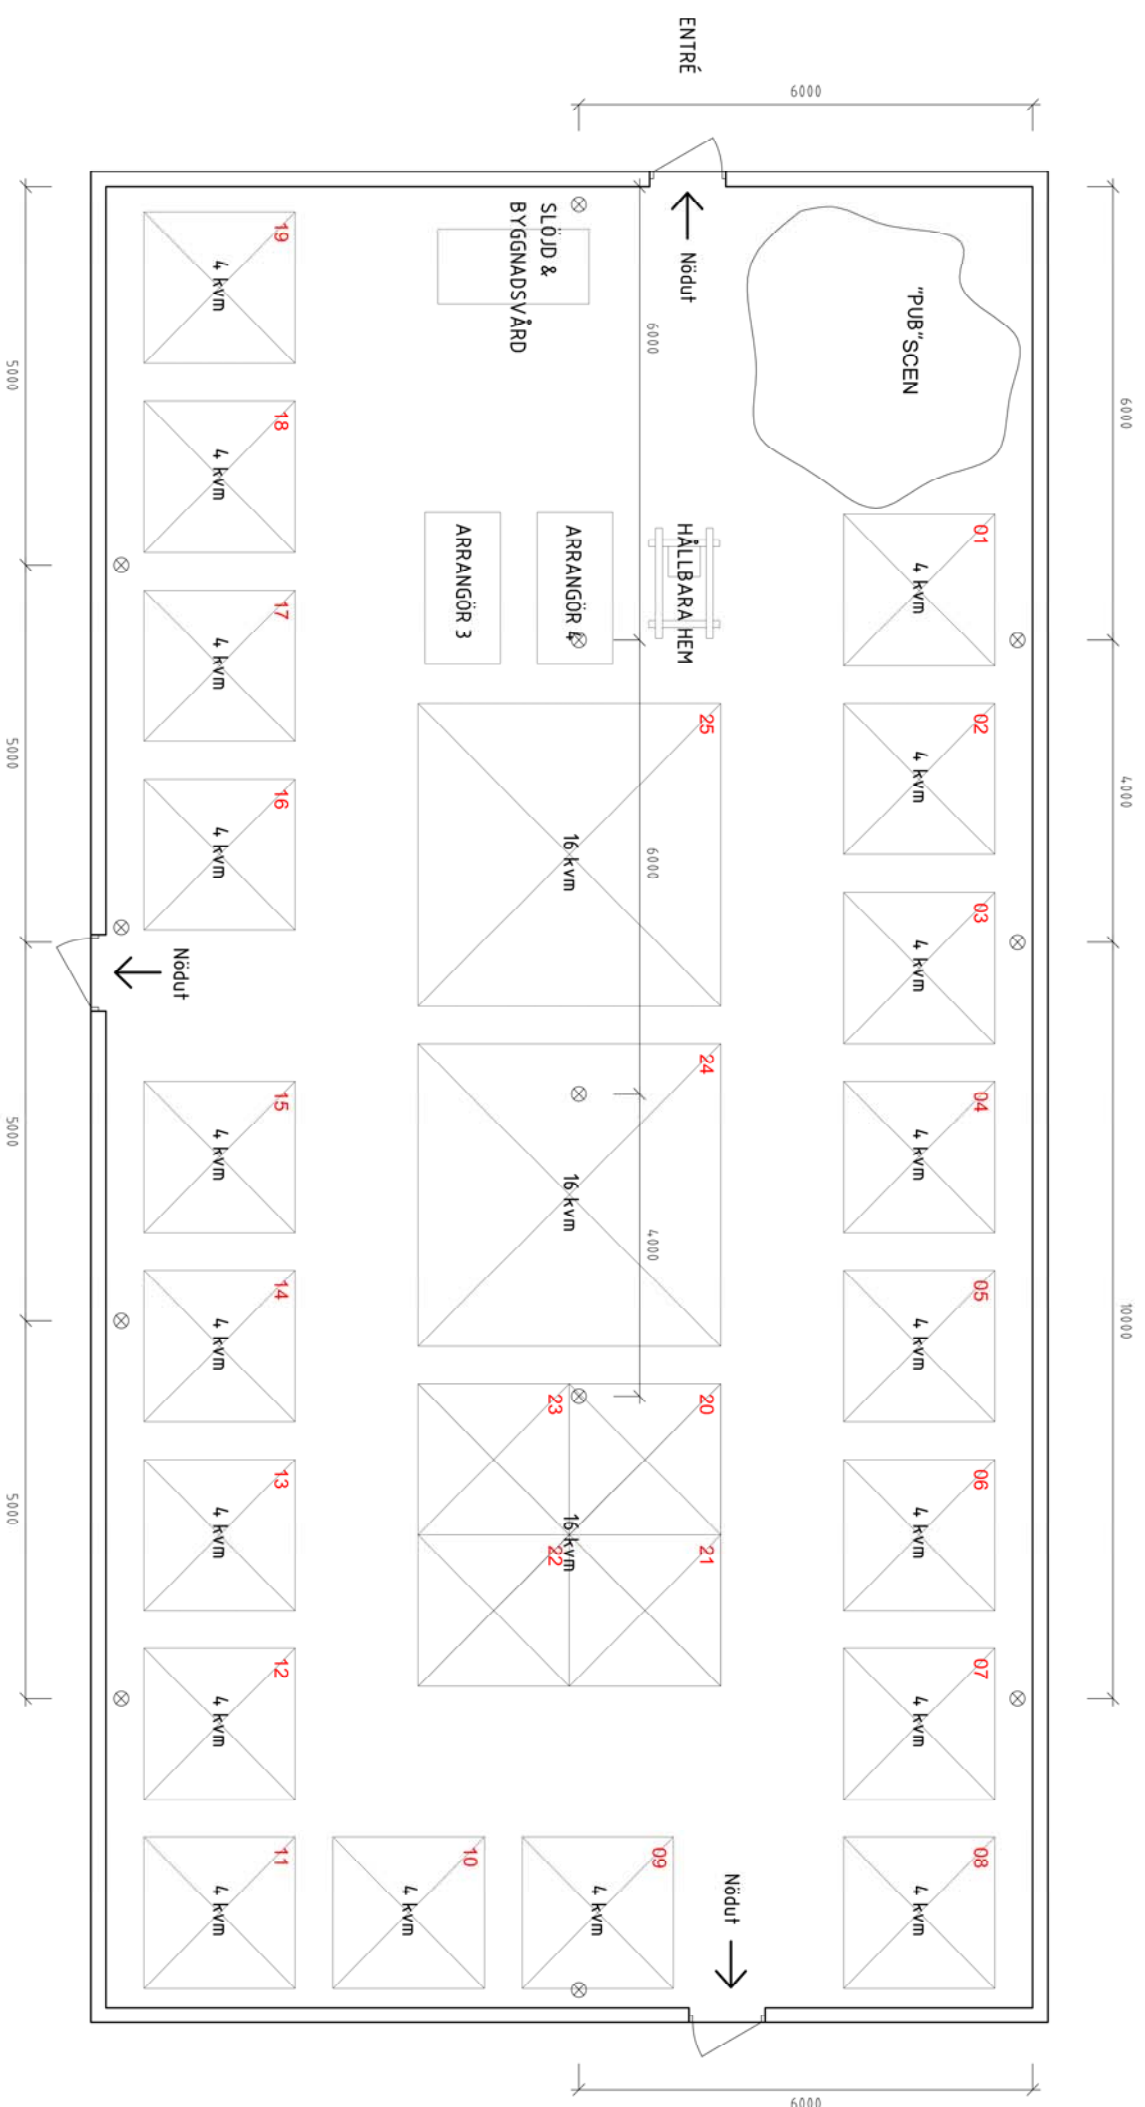 ENTRÉ
6000
Nödut
SLÖJD &
BYGGNADSVÅRD
"PUB"SCEN
6000
6000
4000
10000
6000
6000
4000
5000
5000
5000
5000
6000
HÅLLBARA HEM
ARRANGÖR 4
ARRANGÖR 3
01
4 kvm
02
4 kvm
03
4 kvm
04
4 kvm
05
4 kvm
06
4 kvm
07
4 kvm
08
4 kvm
09
4 kvm
10
4 kvm
11
4 kvm
12
4 kvm
13
4 kvm
14
4 kvm
15
4 kvm
16
4 kvm
17
4 kvm
18
4 kvm
19
4 kvm
20
21
22
23
16 kvm
24
16 kvm
25
16 kvm
Nödut
Nödut